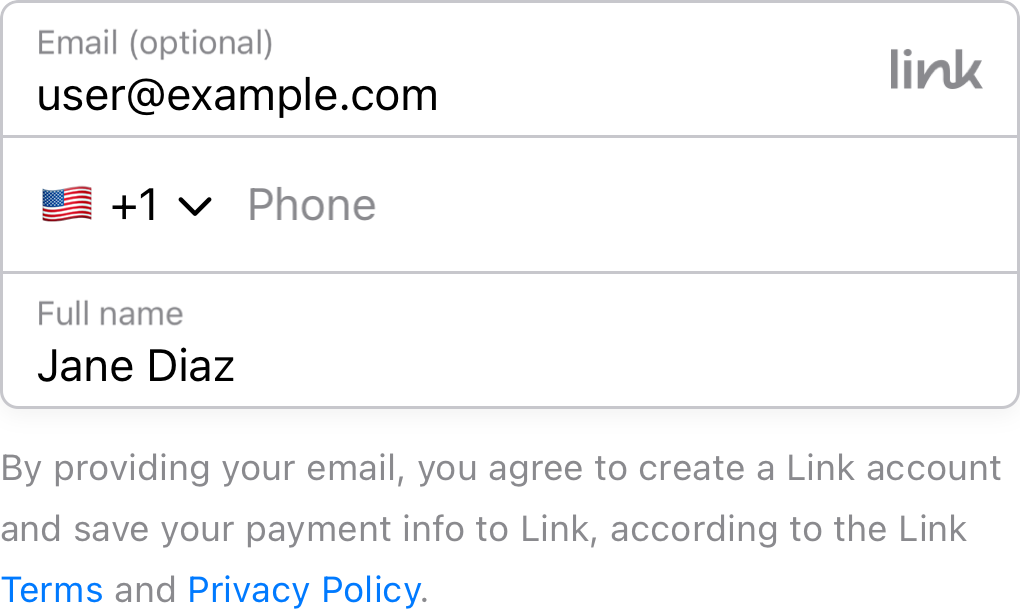 Email (optional)
user@example.com
link
+1 Phone
Full name
Jane Diaz
By providing your email, you agree to create a Link account
and save your payment info to Link, according to the Link
Terms and Privacy Policy.